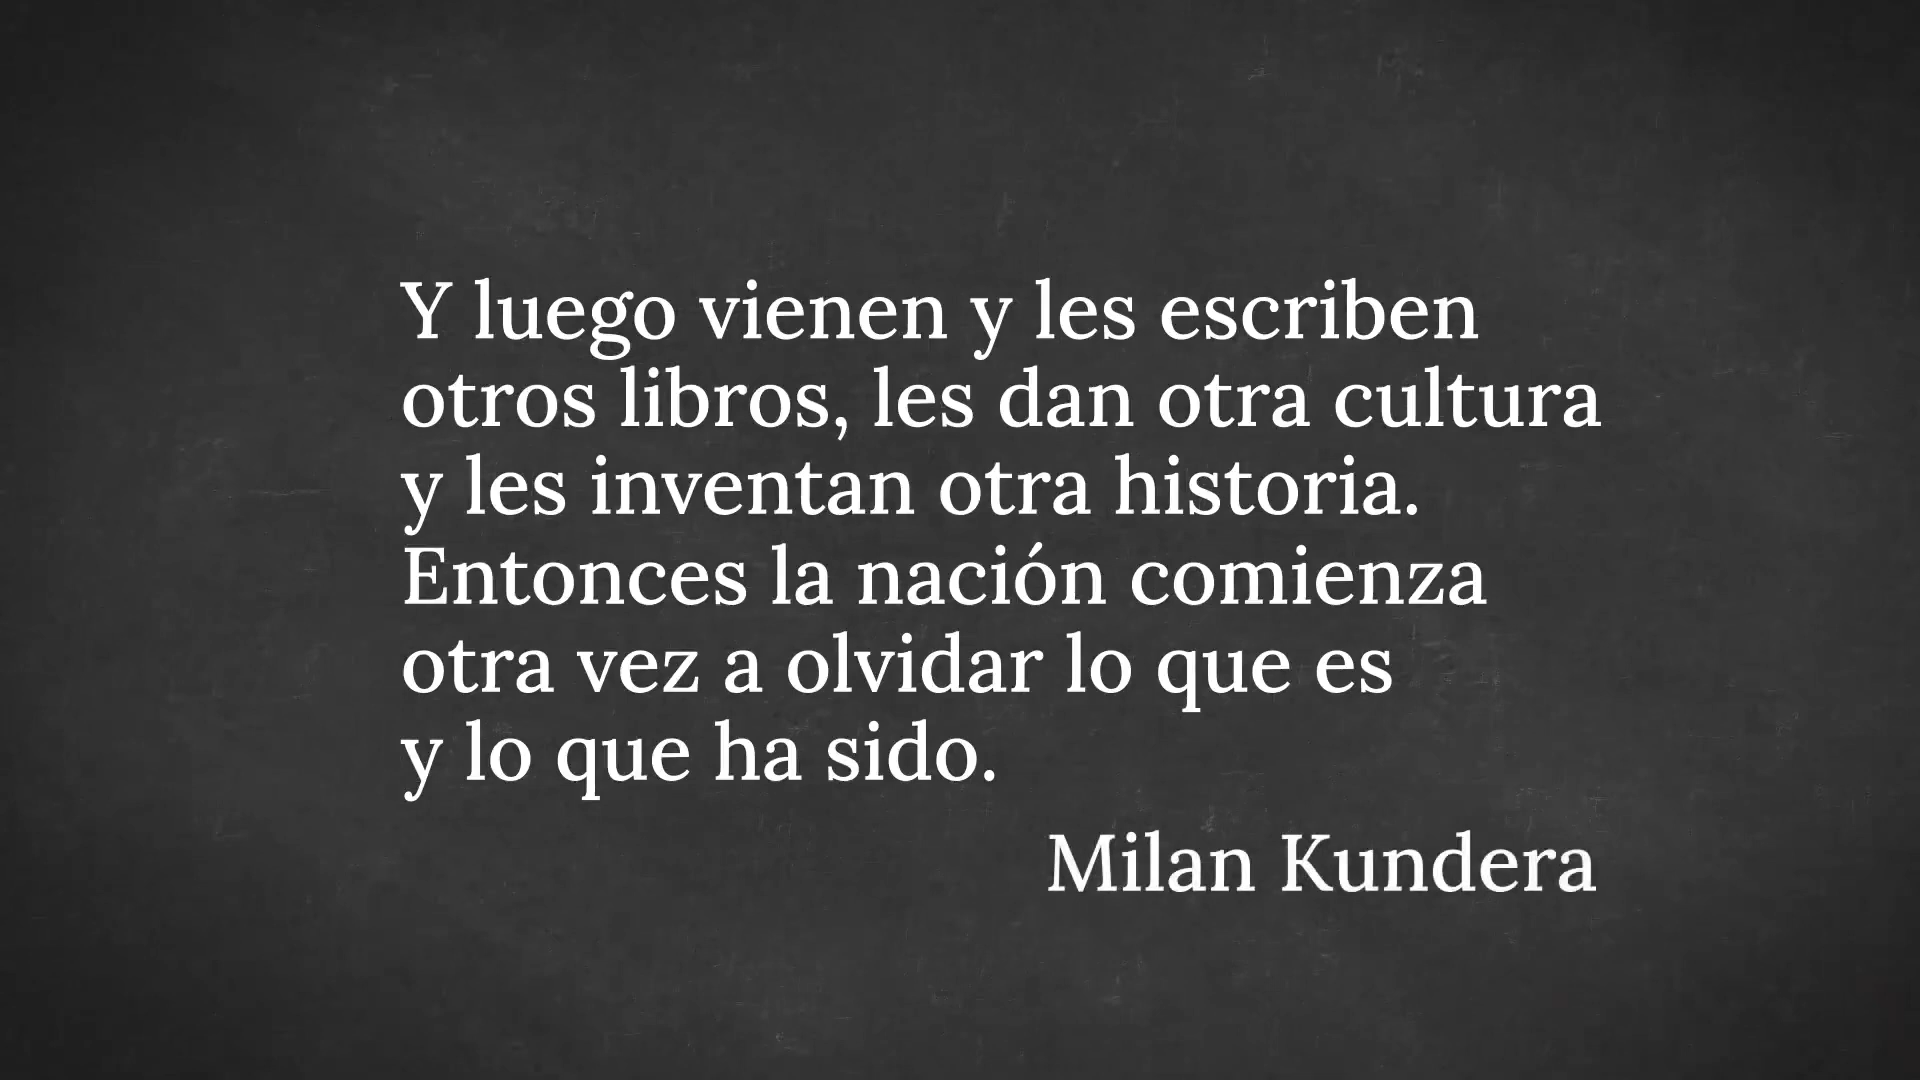 Y luego vienen y les escriben
otros libros, les dan otra cultura
y les inventan otra historia.
Entonces la nación comienza
otra vez a olvidar lo que es
y lo que ha sido.
Milan Kundera